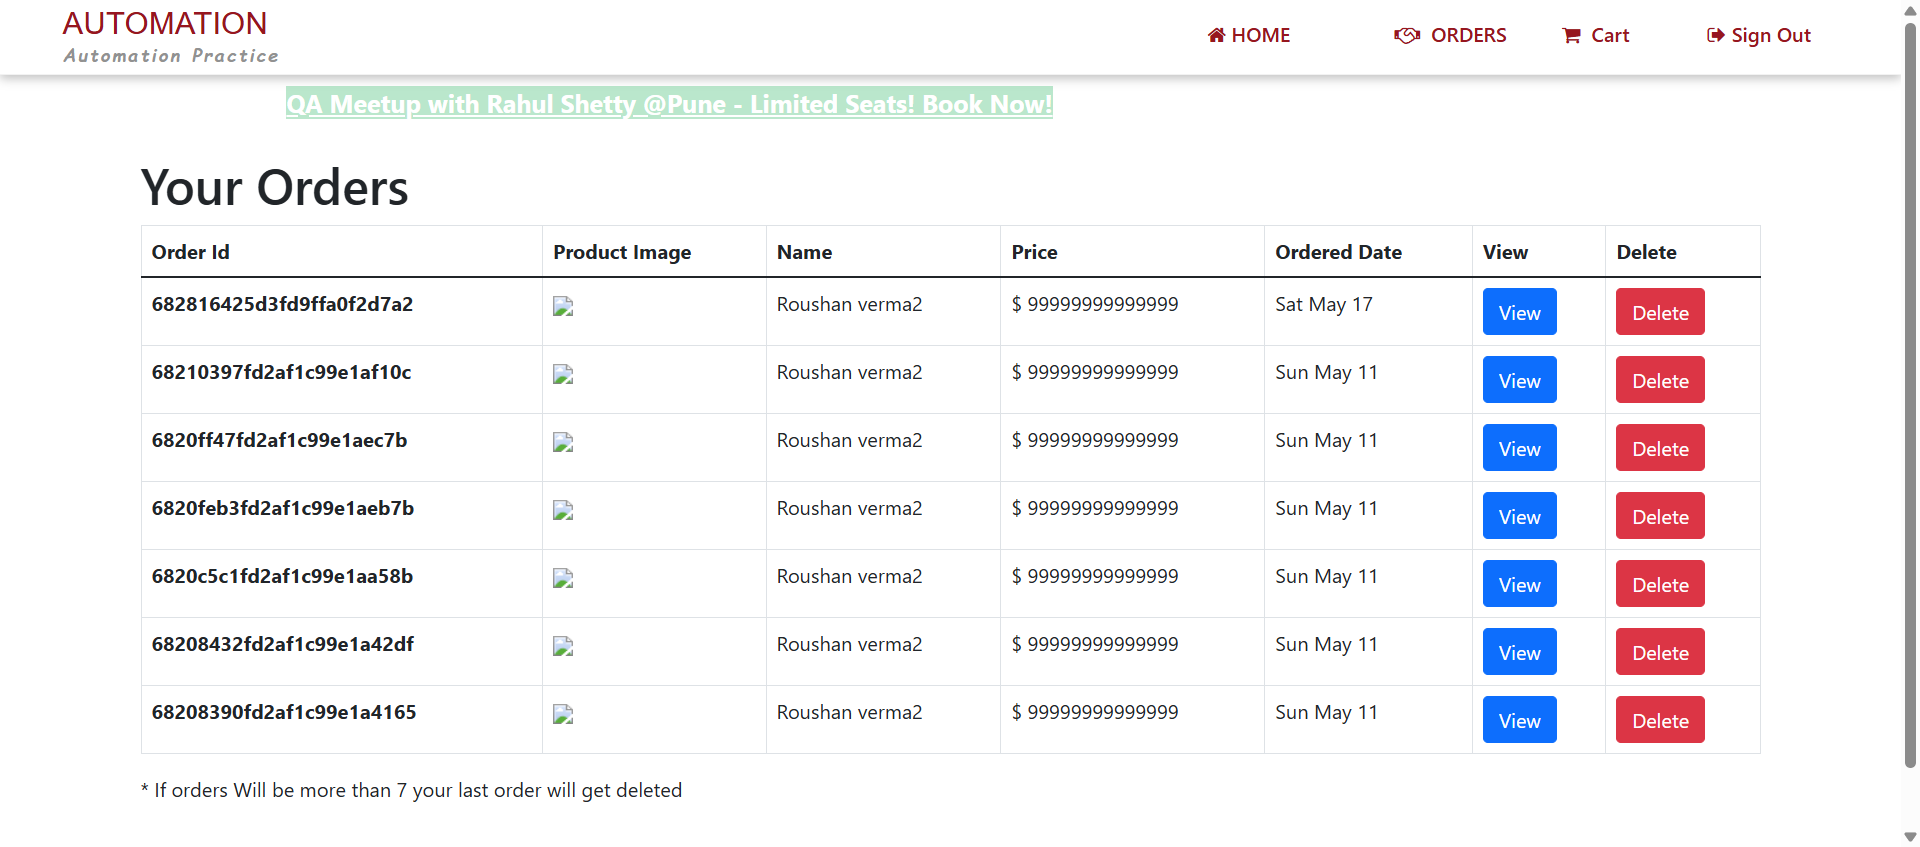 AUTOMATION
Automation Practice
HOME ORDERS Cart Sign Out
QA Meetup with Rahul Shetty @Pune - Limited Seats! Book Now!
Your Orders
Order Id Product Image Name Price Ordered Date View Delete
682816425d3fd9ffa0f2d7a2 Roushan verma2 $ 99999999999999 Sat May 17 View Delete
68210397fd2af1c99e1af10c Roushan verma2 $ 99999999999999 Sun May 11 View Delete
6820ff47fd2af1c99e1aec7b Roushan verma2 $ 99999999999999 Sun May 11 View Delete
6820feb3fd2af1c99e1aeb7b Roushan verma2 $ 99999999999999 Sun May 11 View Delete
6820c5c1fd2af1c99e1aa58b Roushan verma2 $ 99999999999999 Sun May 11 View Delete
68208432fd2af1c99e1a42df Roushan verma2 $ 99999999999999 Sun May 11 View Delete
68208390fd2af1c99e1a4165 Roushan verma2 $ 99999999999999 Sun May 11 View Delete
* If orders Will be more than 7 your last order will get deleted